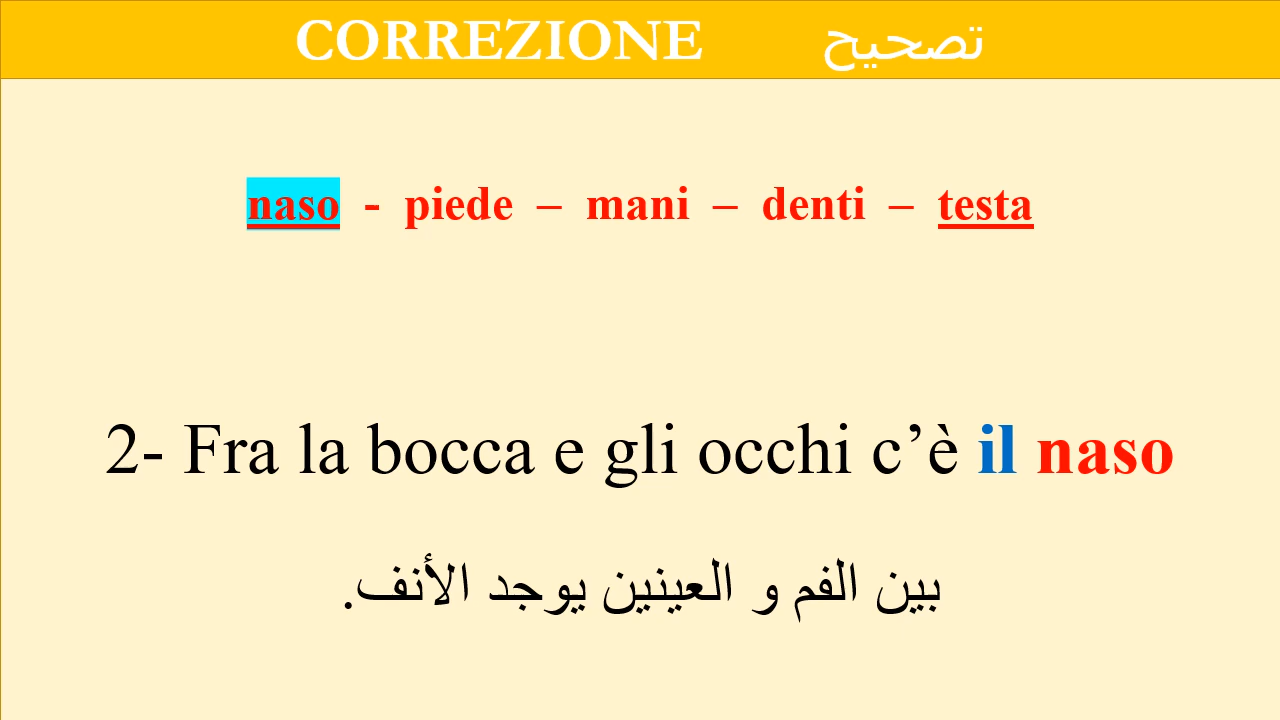 CORREZIONE تصحيح
naso - piede – mani – denti – testa
2- Fra la bocca e gli occhi c’è il naso
بين الفم و العينين يوجد الأنف.